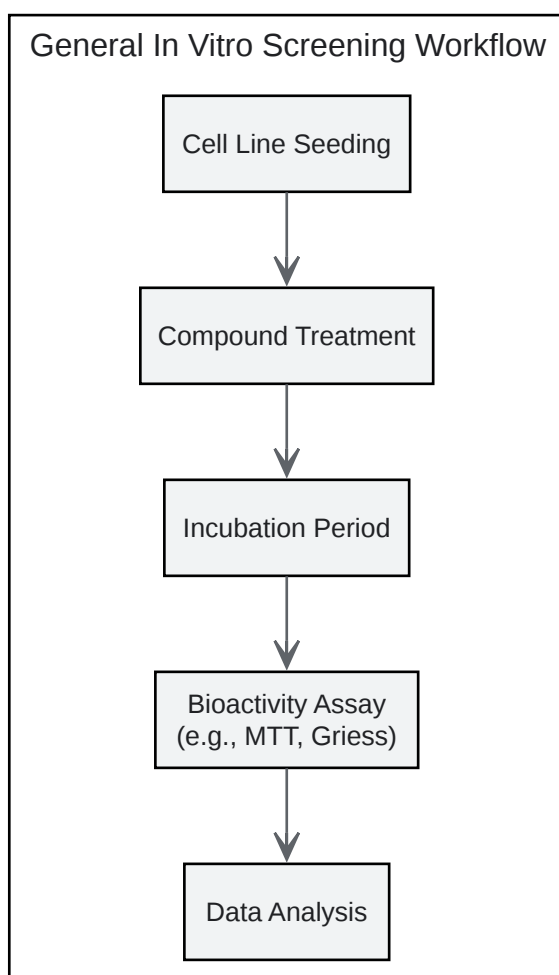 General In Vitro Screening Workflow
Cell Line Seeding
Compound Treatment
Incubation Period
Bioactivity Assay
(e.g., MTT, Griess)
Data Analysis